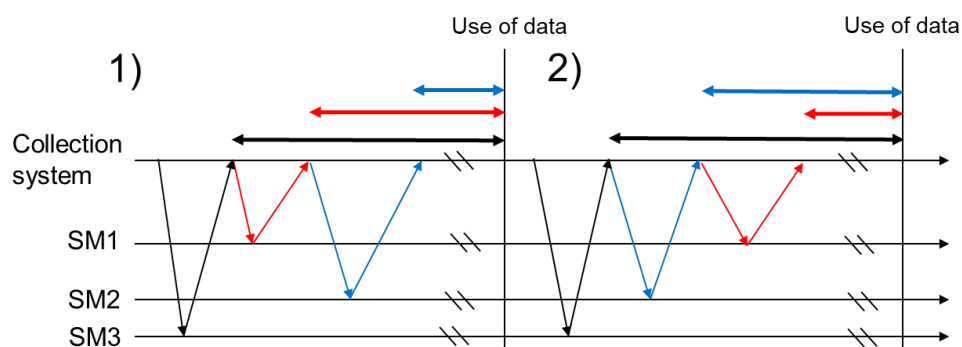 Use of data
Use of data
1)
2)
Collection
system
SM1
SM2
SM3